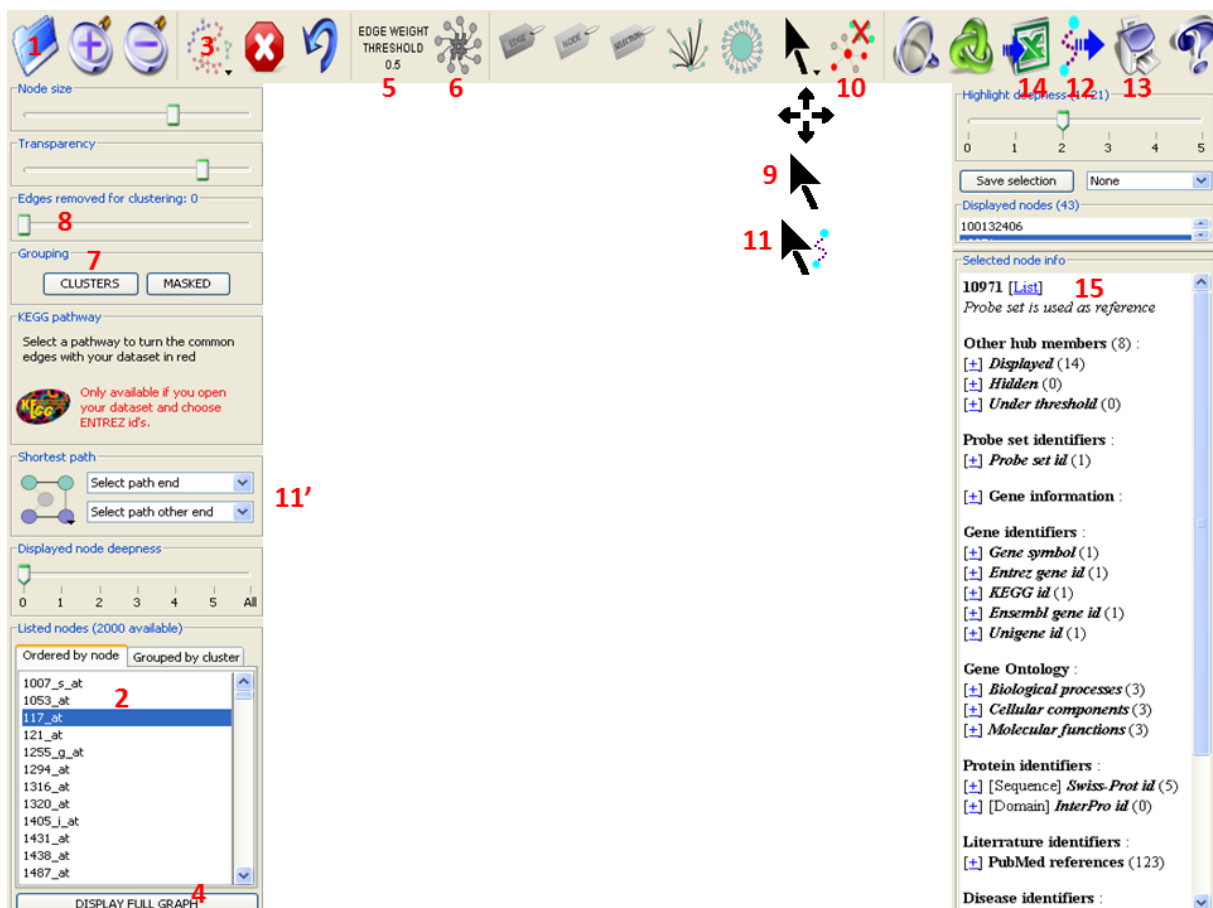 1
3
EDGE WEIGHT
THRESHOLD
0.5
5
6
EDGE
NODE
SELECTION
10
14
12
13
Node size
Transparency
Edges removed for clustering: 0
8
Grouping
7
CLUSTERS
MASKED
KEGG pathway
Select a pathway to turn the common
edges with your dataset in red
KEGG
Only available if you open
your dataset and choose
ENTREZ id's.
Shortest path
Select path end
Select path other end
11'
Displayed node deepness
0 1 2 3 4 5 All
Listed nodes (2000 available)
Ordered by node
Grouped by cluster
1007_s_at
1053_at
2
117_at
121_at
1255_g_at
1294_at
1316_at
1320_at
1405_i_at
1431_at
1438_at
1487_at
4
DISPLAY FULL GRAPH
9
11
Highlight deepness
0 1 2 3 4 5
Save selection
None
Displayed nodes (43)
100132406
Selected node info
10971 [List]
15
Probe set is used as reference
Other hub members (8) :
[+] Displayed (14)
[+] Hidden (0)
[+] Under threshold (0)
Probe set identifiers :
[+] Probe set id (1)
[+] Gene information :
Gene identifiers :
[+] Gene symbol (1)
[+] Entrez gene id (1)
[+] KEGG id (1)
[+] Ensembl gene id (1)
[+] Unigene id (1)
Gene Ontology :
[+] Biological processes (3)
[+] Cellular components (3)
[+] Molecular functions (3)
Protein identifiers :
[+] [Sequence] Swiss-Prot id (5)
[+] [Domain] InterPro id (0)
Literrature identifiers :
[+] PubMed references (123)
Disease identifiers :